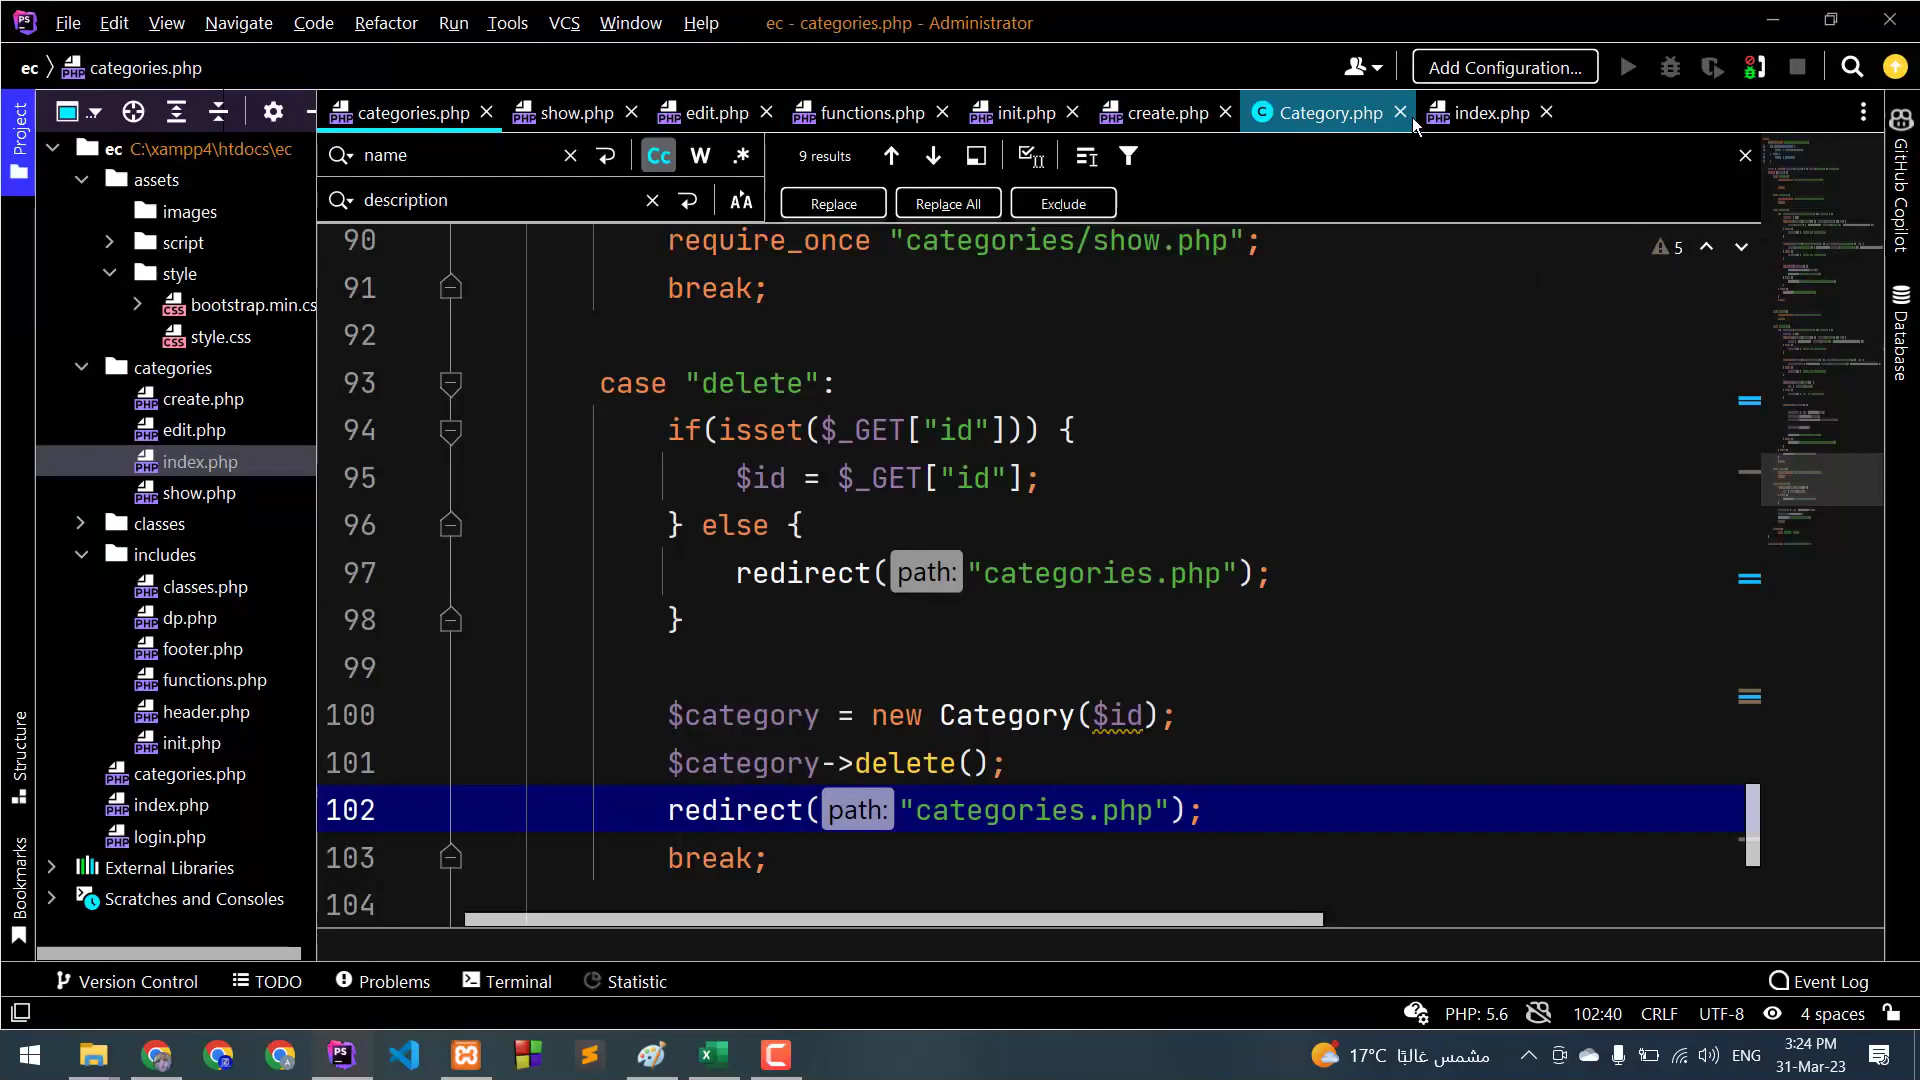 PS File Edit View Navigate Code Refactor Run Tools VCS Window Help ec - categories.php - Administrator
ec categories.php Add Configuration...
categories.php show.php edit.php functions.php init.php create.php Category.php index.php
name Cc W .* 9 results
description Replace Replace All Exclude
Project
Structure
Bookmarks
GitHub Copilot
Database
ec C:\xampp4\htdocs\ec
assets
images
script
style
bootstrap.min.cs
style.css
categories
create.php
edit.php
index.php
show.php
classes
includes
classes.php
dp.php
footer.php
functions.php
header.php
init.php
categories.php
index.php
login.php
External Libraries
Scratches and Consoles
5
90 require_once "categories/show.php";
91 break;
92
93 case "delete":
94 if(isset($_GET["id"])) {
95 $id = $_GET["id"];
96 } else {
97 redirect( path: "categories.php");
98 }
99
100 $category = new Category($id);
101 $category->delete();
102 redirect( path: "categories.php");
103 break;
104
Version Control TODO Problems Terminal Statistic Event Log
PHP: 5.6 102:40 CRLF UTF-8 4 spaces
17°C مشمس غالبًا ENG 3:24 PM
31-Mar-23